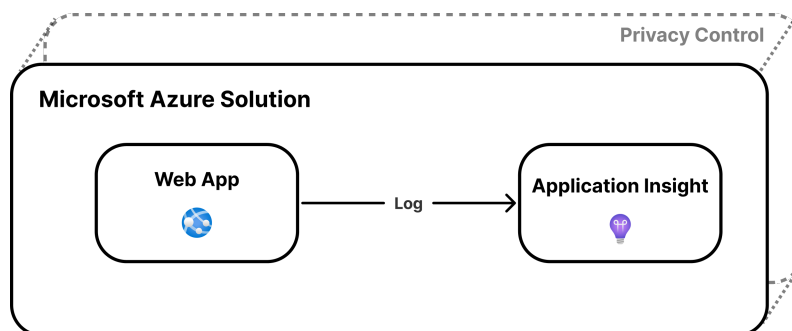 Privacy Control
Microsoft Azure Solution
Web App
Log
Application Insight